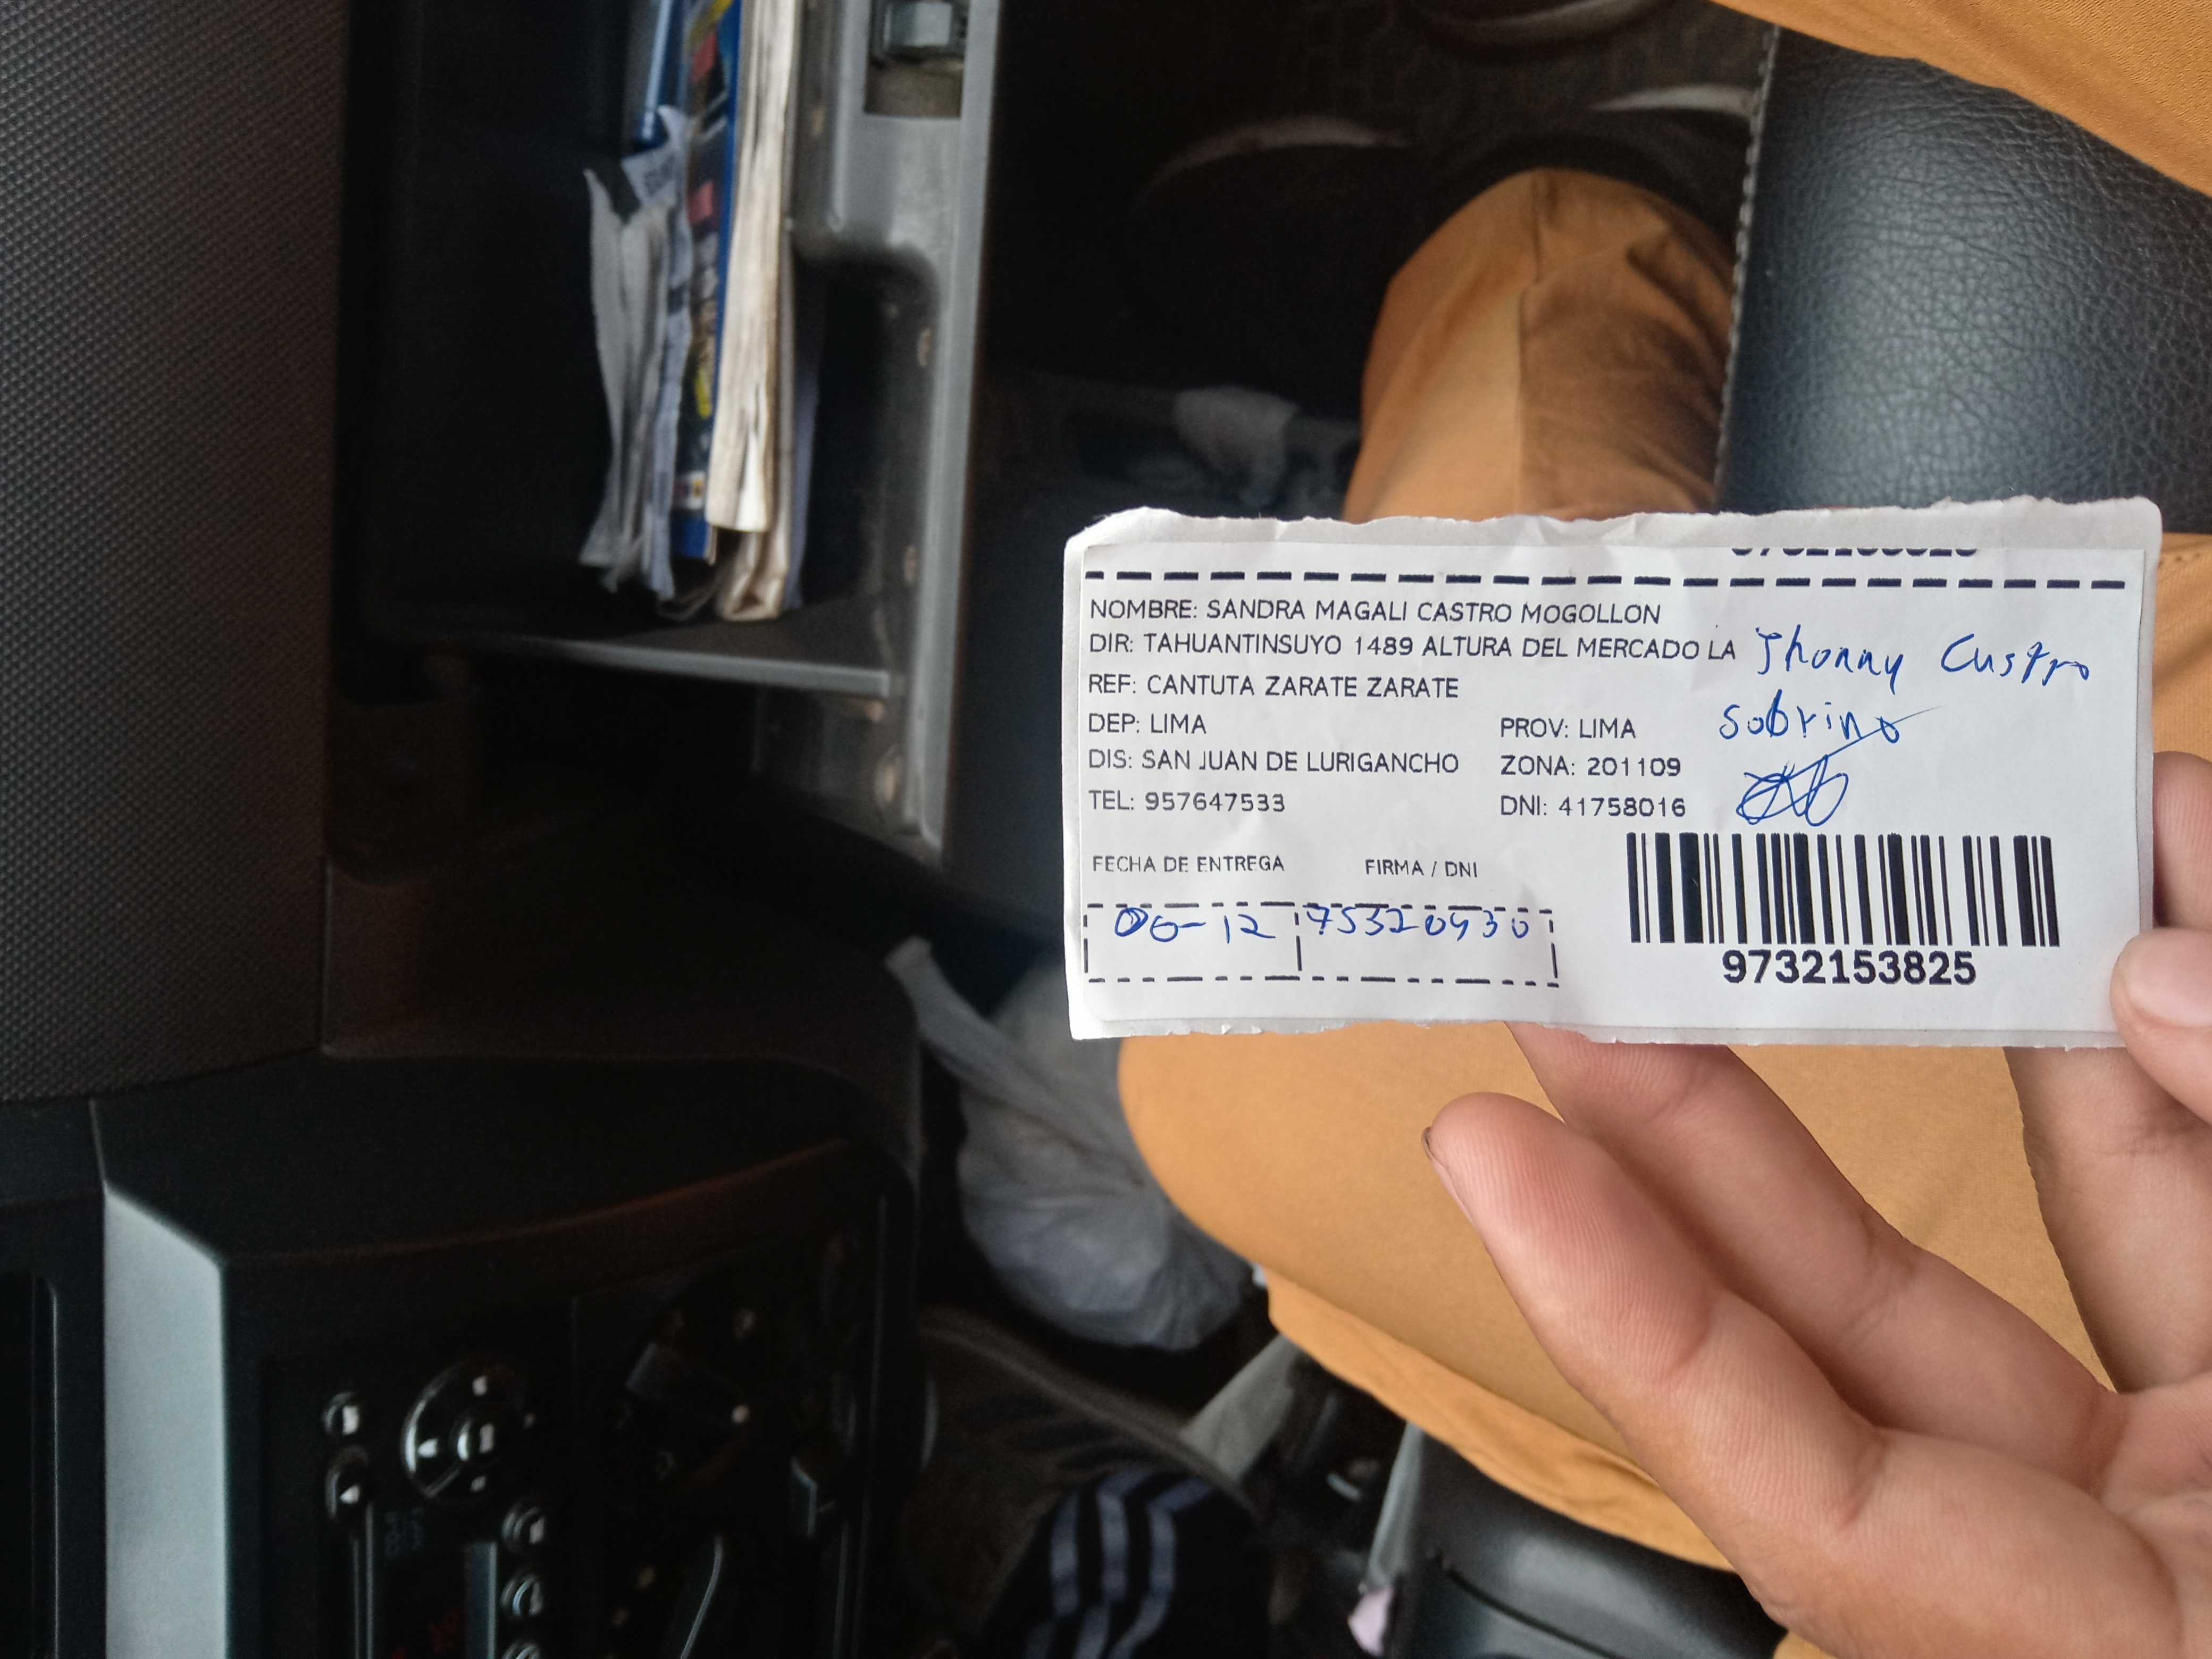 NOMBRE: SANDRA MAGALI CASTRO MOGOLLON
DIR: TAHUANTINSUYO 1489 ALTURA DEL MERCADO LA
Jhonny Castro
REF: CANTUTA ZARATE ZARATE
DEP: LIMA PROV: LIMA
Sobrino
DIS: SAN JUAN DE LURIGANCHO ZONA: 201109
TEL: 957647533 DNI: 41758016
FECHA DE ENTREGA FIRMA / DNI
06-12 75320430
9732153825